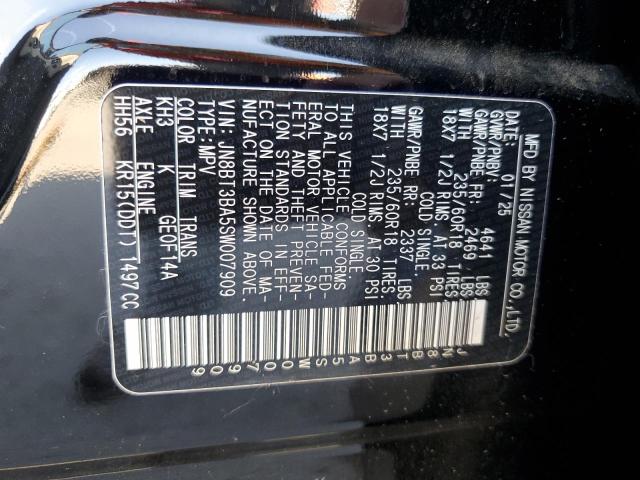 MFD BY NISSAN MOTOR CO.,LTD.
DATE: 01/25
GVWR/PNBV: 4641 LBS
GAWR/PNBE FR: 2469 LBS
WITH 235/60R18 TIRES
18X7 1/2J RIMS AT 33 PSI
COLD SINGLE
GAWR/PNBE RR: 2337 LBS
WITH 235/60R18 TIRES
18X7 1/2J RIMS AT 30 PSI
COLD SINGLE
THIS VEHICLE CONFORMS
TO ALL APPLICABLE FED-
ERAL MOTOR VEHICLE SA-
FETY AND THEFT PREVEN-
TION STANDARDS IN EFF-
ECT ON THE DATE OF MA-
NUFACTURE SHOWN ABOVE.
VIN: JN8BT3BA5SW007909
TYPE: MPV
COLOR TRIM TRANS
KH3 K GE0F14A
AXLE ENGINE
HH56 KR15(DDT) 1497CC
JN8BT3BA5SW007909